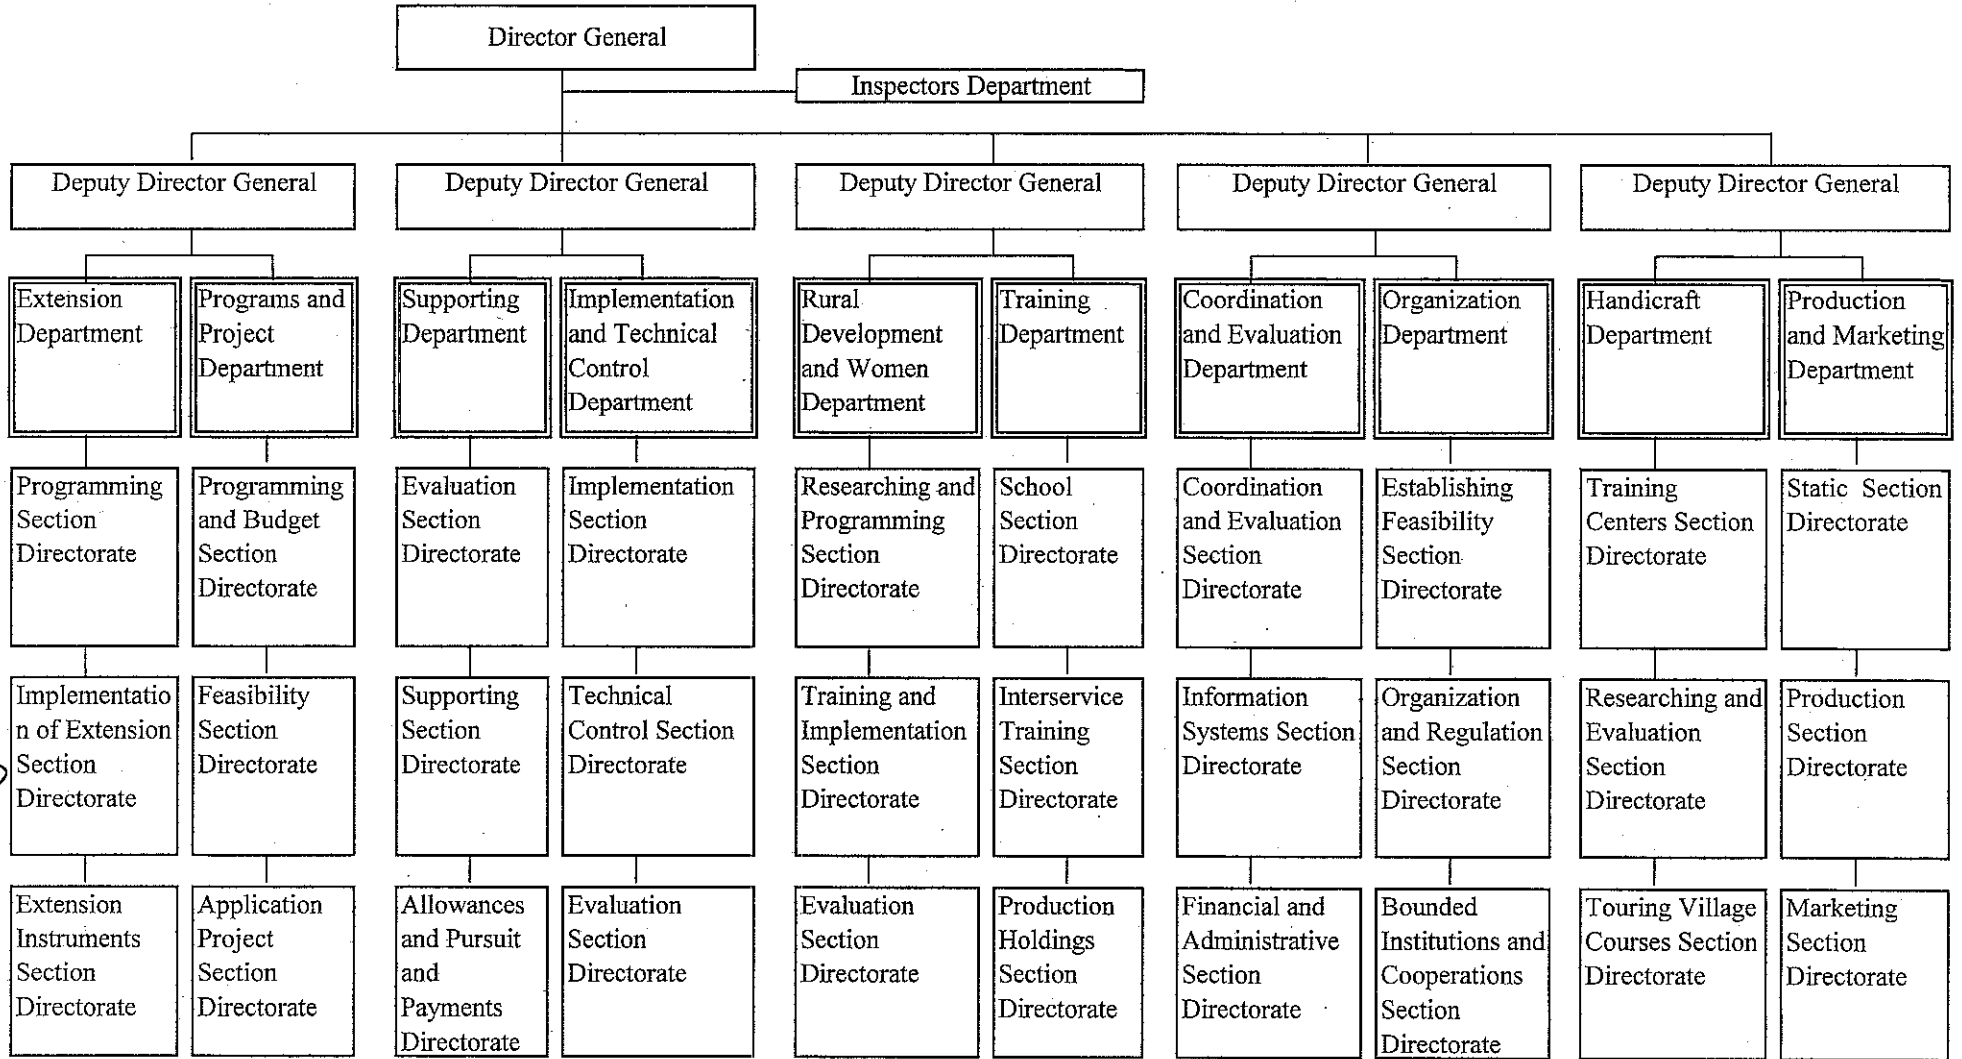 Director General
Inspectors Department
Deputy Director General
Deputy Director General
Deputy Director General
Deputy Director General
Deputy Director General
Extension
Department
Programs and
Project
Department
Supporting
Department
Implementation
and Technical
Control
Department
Rural
Development
and Women
Department
Training
Department
Coordination
and Evaluation
Department
Organization
Department
Handicraft
Department
Production
and Marketing
Department
Programming
Section
Directorate
Programming
and Budget
Section
Directorate
Evaluation
Section
Directorate
Implementation
Section
Directorate
Researching and
Programming
Section
Directorate
School
Section
Directorate
Coordination
and Evaluation
Section
Directorate
Establishing
Feasibility
Section
Directorate
Training
Centers Section
Directorate
Static Section
Directorate
Implementatio
n of Extension
Section
Directorate
Feasibility
Section
Directorate
Supporting
Section
Directorate
Technical
Control Section
Directorate
Training and
Implementation
Section
Directorate
Interservice
Training
Section
Directorate
Information
Systems Section
Directorate
Organization
and Regulation
Section
Directorate
Researching and
Evaluation
Section
Directorate
Production
Section
Directorate
Extension
Instruments
Section
Directorate
Application
Project
Section
Directorate
Allowances
and Pursuit
and
Payments
Directorate
Evaluation
Section
Directorate
Evaluation
Section
Directorate
Production
Holdings
Section
Directorate
Financial and
Administrative
Section
Directorate
Bounded
Institutions and
Cooperations
Section
Directorate
Touring Village
Courses Section
Directorate
Marketing
Section
Directorate